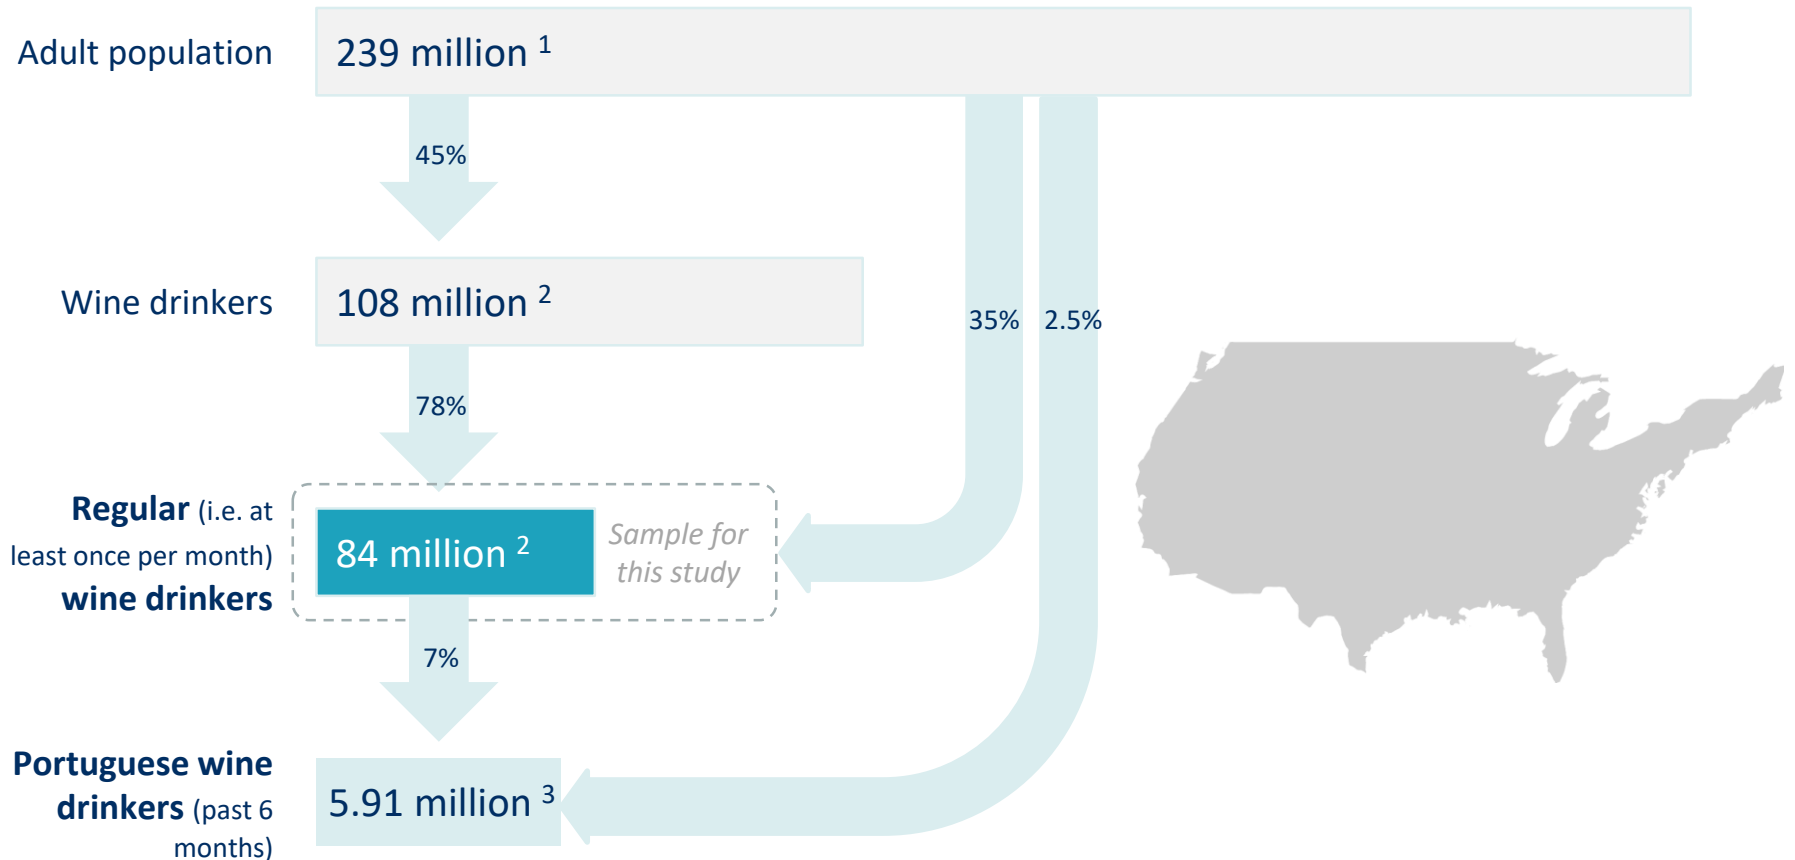 Adult population
239 million 1
45%
Wine drinkers
108 million 2
35%
2.5%
78%
Regular (i.e. at
least once per month)
wine drinkers
84 million 2
Sample for
this study
7%
Portuguese wine
drinkers (past 6
months)
5.91 million 3